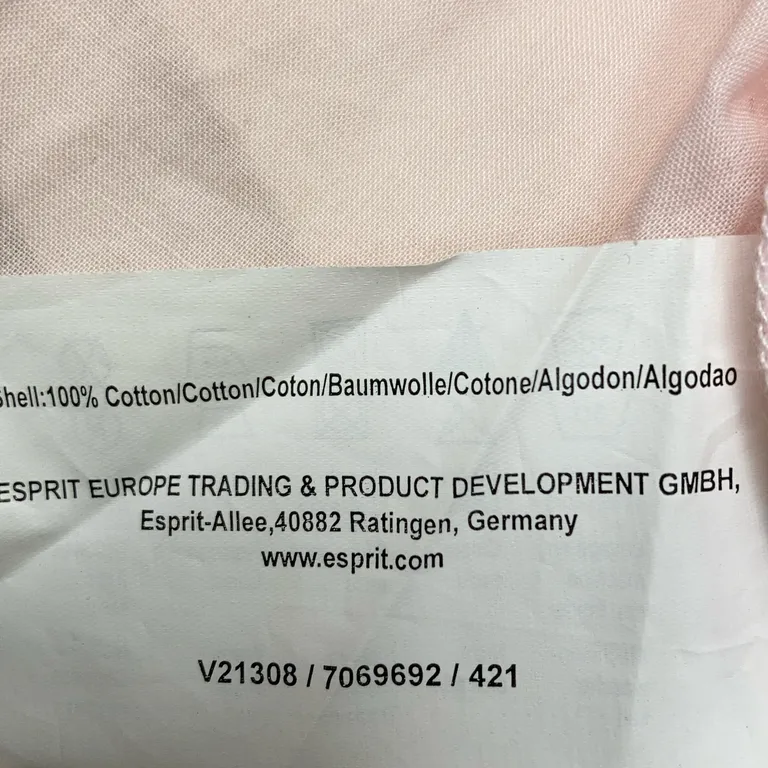 Shell:100% Cotton/Cotton/Coton/Baumwolle/Cotone/Algodon/Algodao
ESPRIT EUROPE TRADING & PRODUCT DEVELOPMENT GMBH,
Esprit-Allee,40882 Ratingen, Germany
www.esprit.com
V21308 / 7069692 / 421